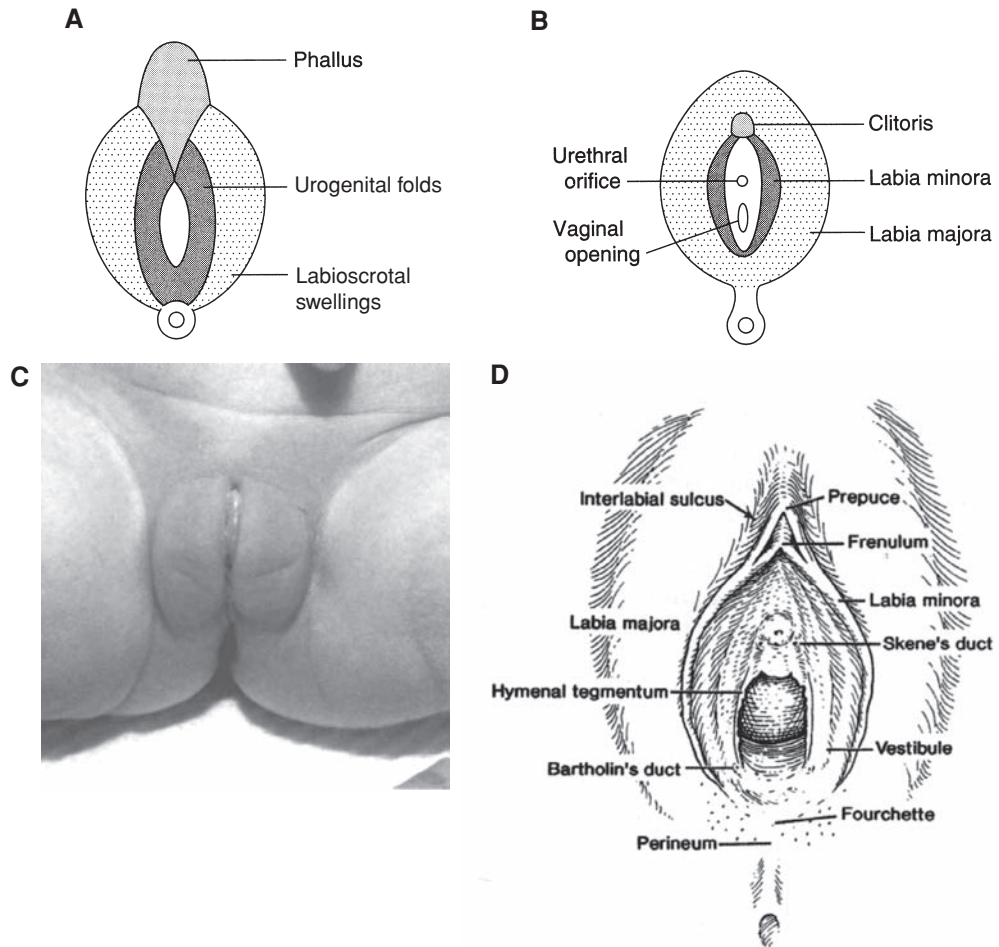 A
Phallus
Urogenital folds
Labioscrotal
swellings
B
Clitoris
Urethral
orifice
Labia minora
Vaginal
opening
Labia majora
C
D
Interlabial sulcus
Prepuce
Frenulum
Labia minora
Labia majora
Skene's duct
Hymenal tegmentum
Vestibule
Bartholin's duct
Fourchette
Perineum